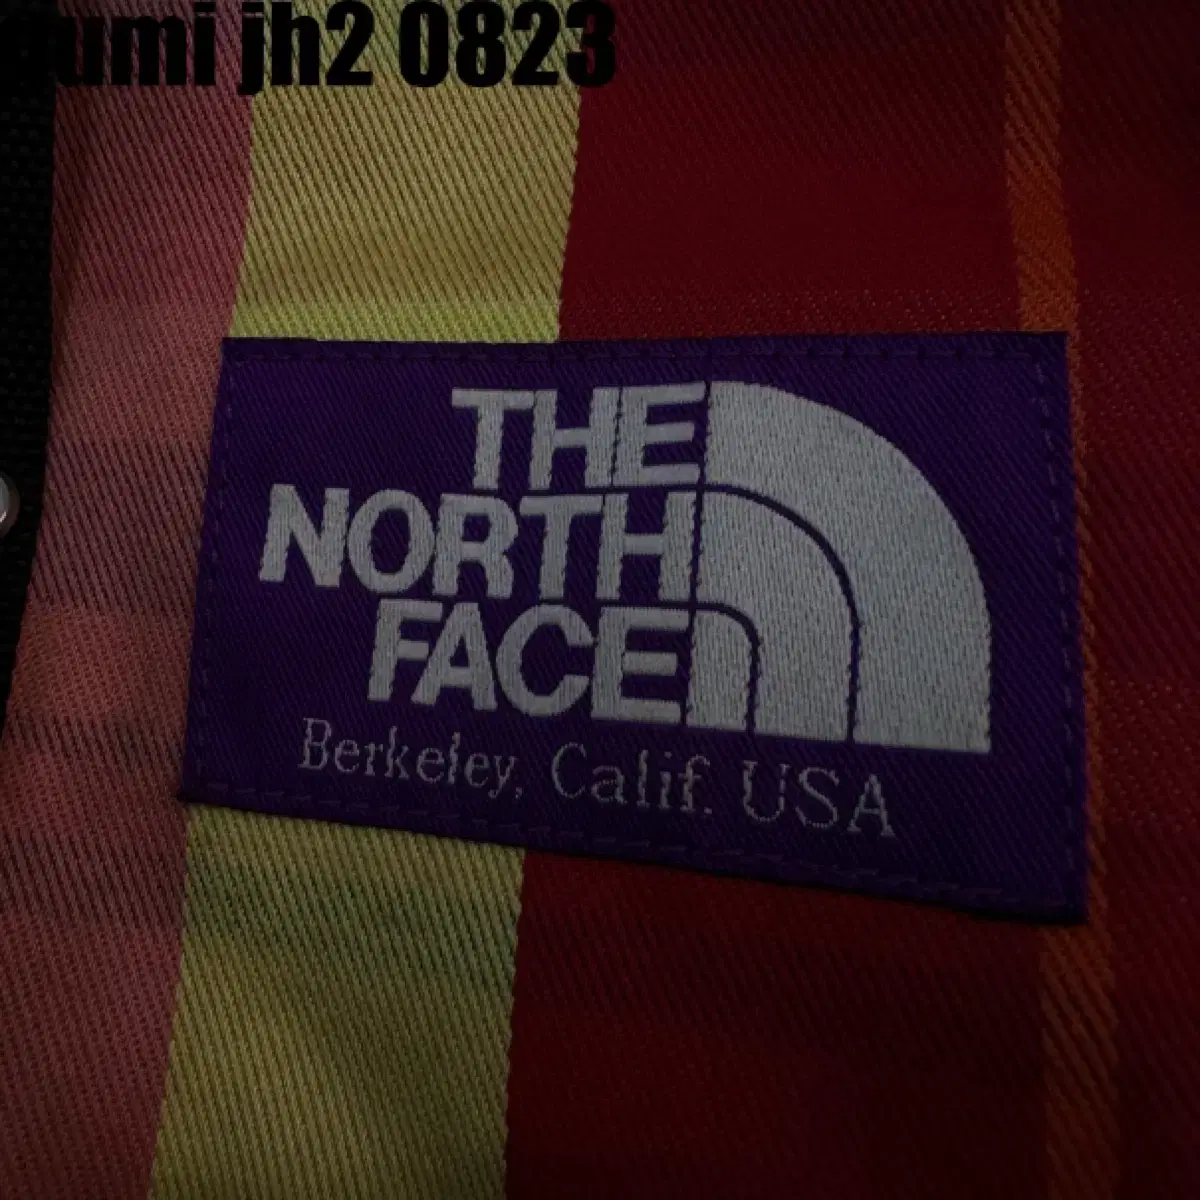 jh2 0823
THE
NORTH
FACE
Berkeley, Calif. USA